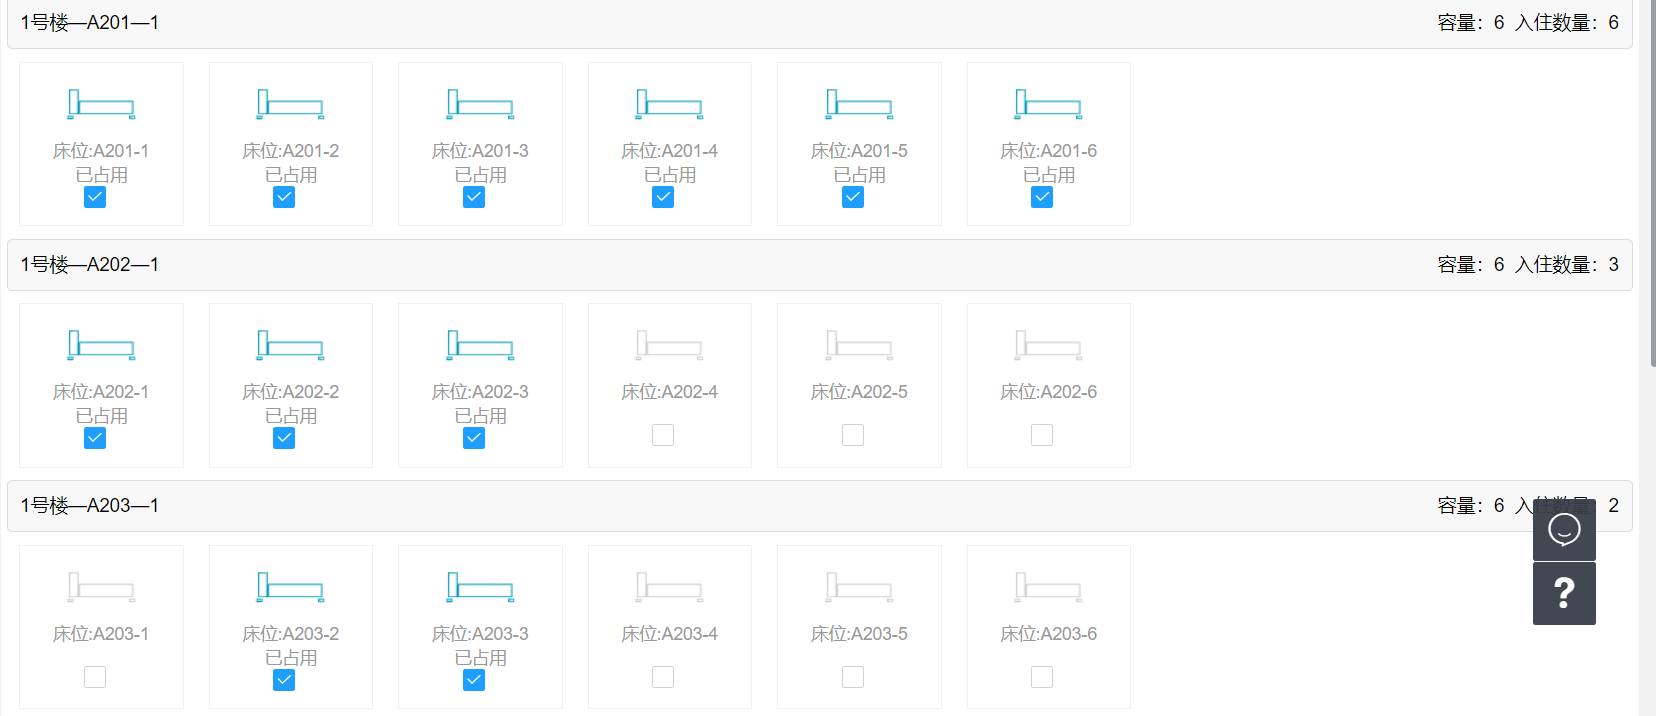 1号楼—A201—1 容量：6 入住数量：6
床位:A201-1 床位:A201-2 床位:A201-3 床位:A201-4 床位:A201-5 床位:A201-6
已占用 已占用 已占用 已占用 已占用 已占用
1号楼—A202—1 容量：6 入住数量：3
床位:A202-1 床位:A202-2 床位:A202-3 床位:A202-4 床位:A202-5 床位:A202-6
已占用 已占用 已占用
1号楼—A203—1 容量：6 入住数量：2
床位:A203-1 床位:A203-2 床位:A203-3 床位:A203-4 床位:A203-5 床位:A203-6
已占用 已占用
?